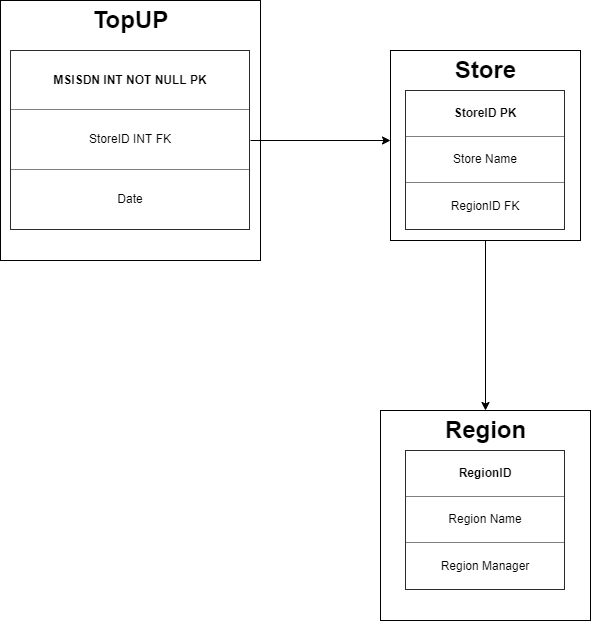 TopUP
MSISDN INT NOT NULL PK
StoreID INT FK
Date
Store
StoreID PK
Store Name
RegionID FK
Region
RegionID
Region Name
Region Manager